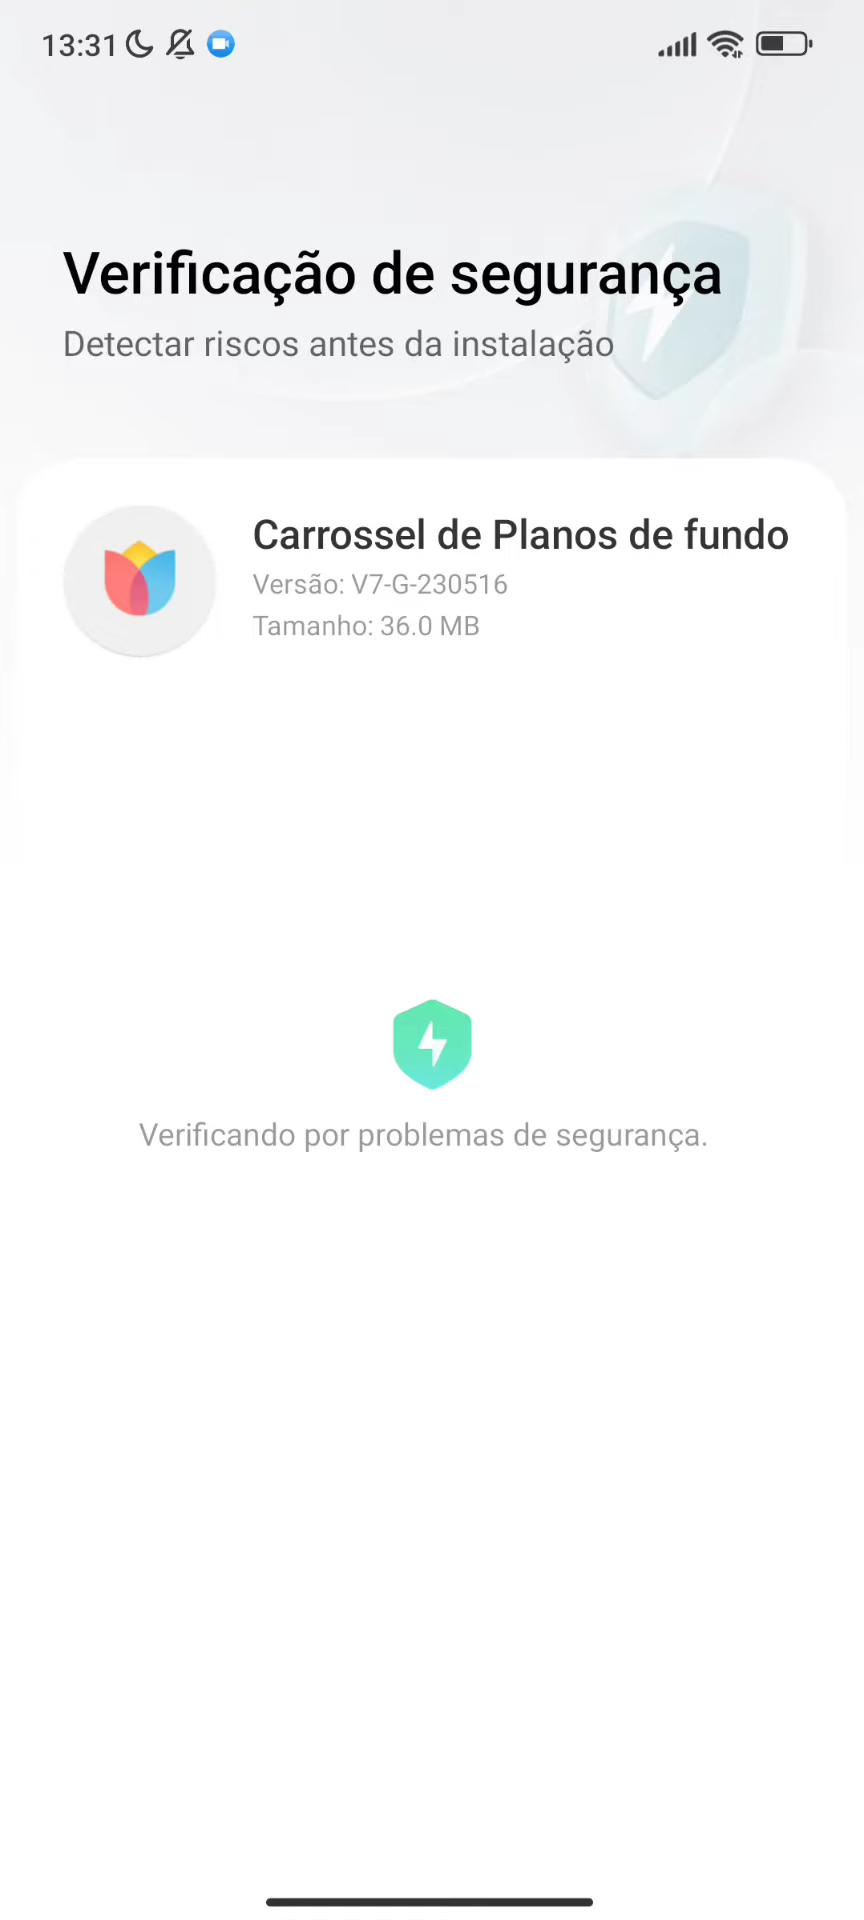 13:31
Verificação de segurança
Detectar riscos antes da instalação
Carrossel de Planos de fundo
Versão: V7-G-230516
Tamanho: 36.0 MB
Verificando por problemas de segurança.